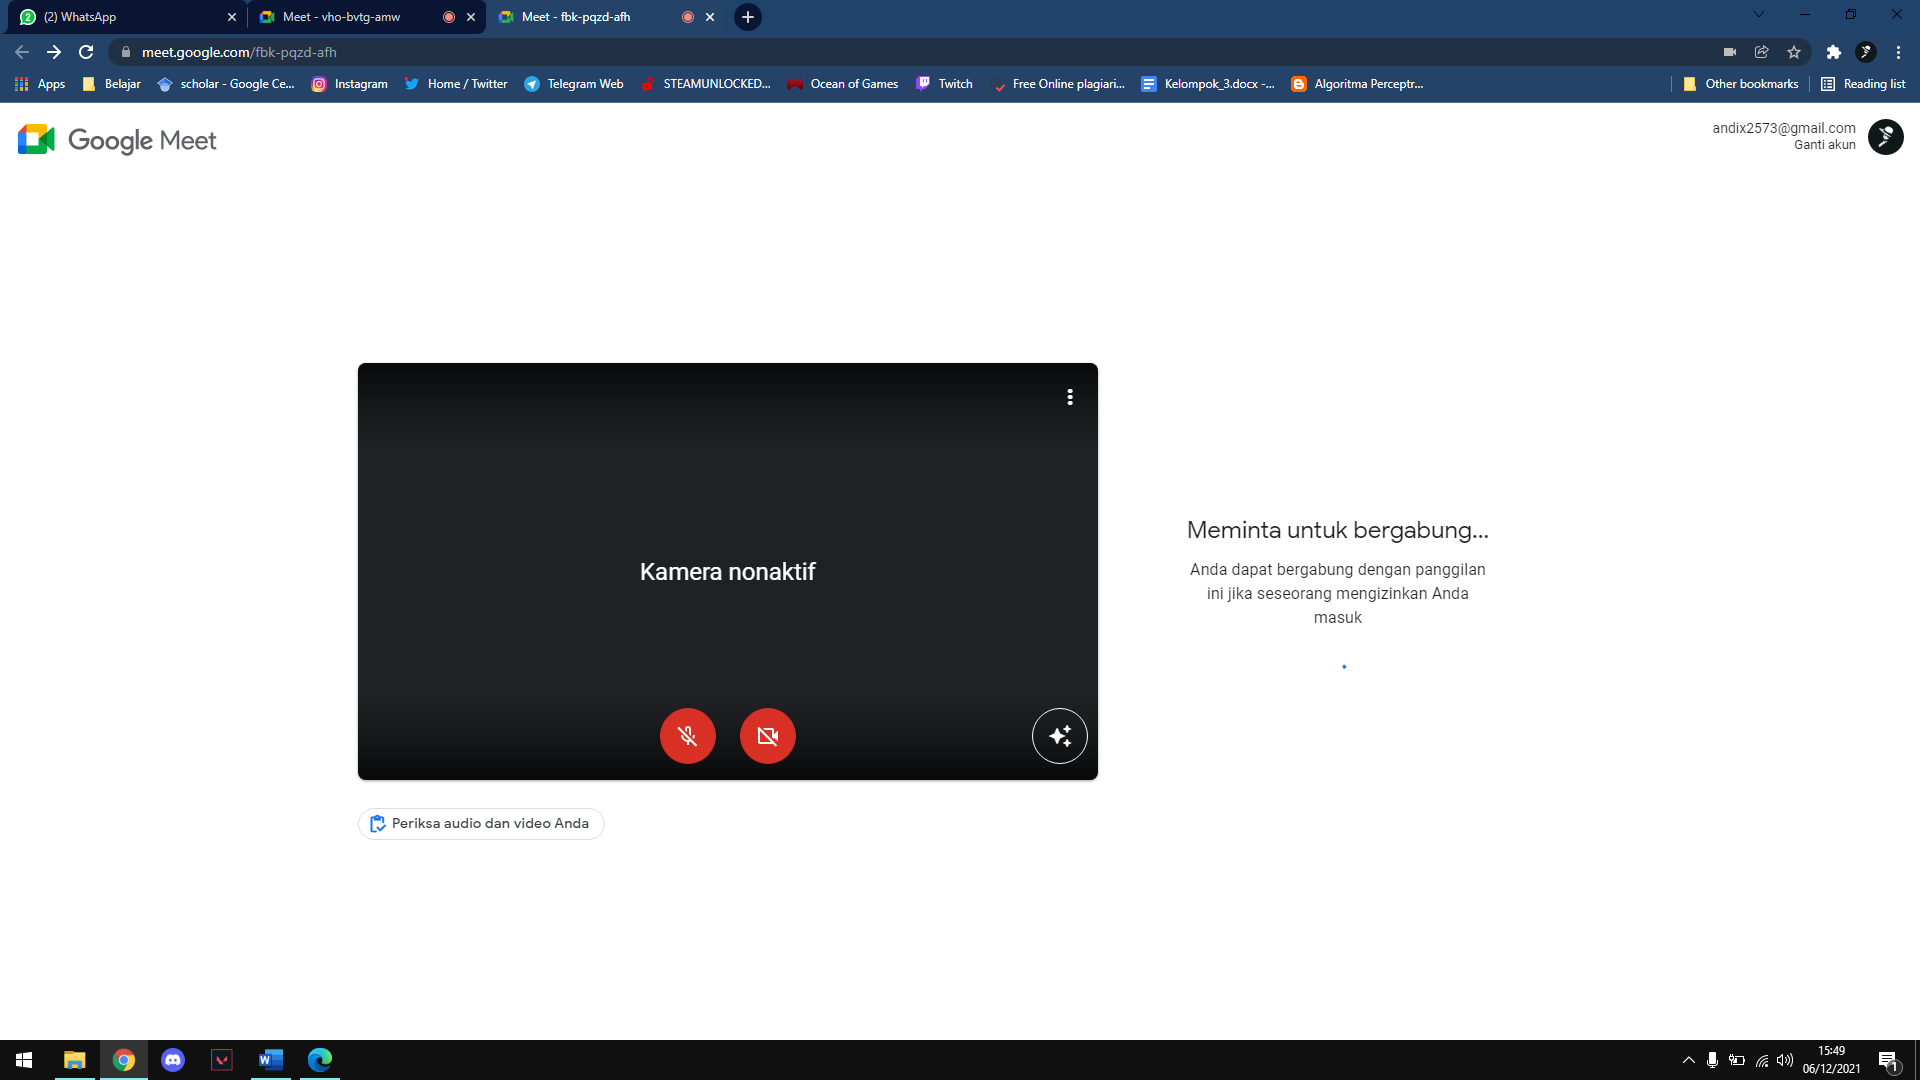 (2) WhatsApp
Meet - vho-bvtg-amw
Meet - fbk-pqzd-afh
meet.google.com/fbk-pqzd-afh
Apps
Belajar
scholar - Google Ce...
Instagram
Home / Twitter
Telegram Web
STEAMUNLOCKED...
Ocean of Games
Twitch
Free Online plagiari...
Kelompok_3.docx -...
Algoritma Perceptr...
Other bookmarks
Reading list
Google Meet
andix2573@gmail.com
Ganti akun
Kamera nonaktif
Meminta untuk bergabung...
Anda dapat bergabung dengan panggilan
ini jika seseorang mengizinkan Anda
masuk
Periksa audio dan video Anda
15:49
06/12/2021
1